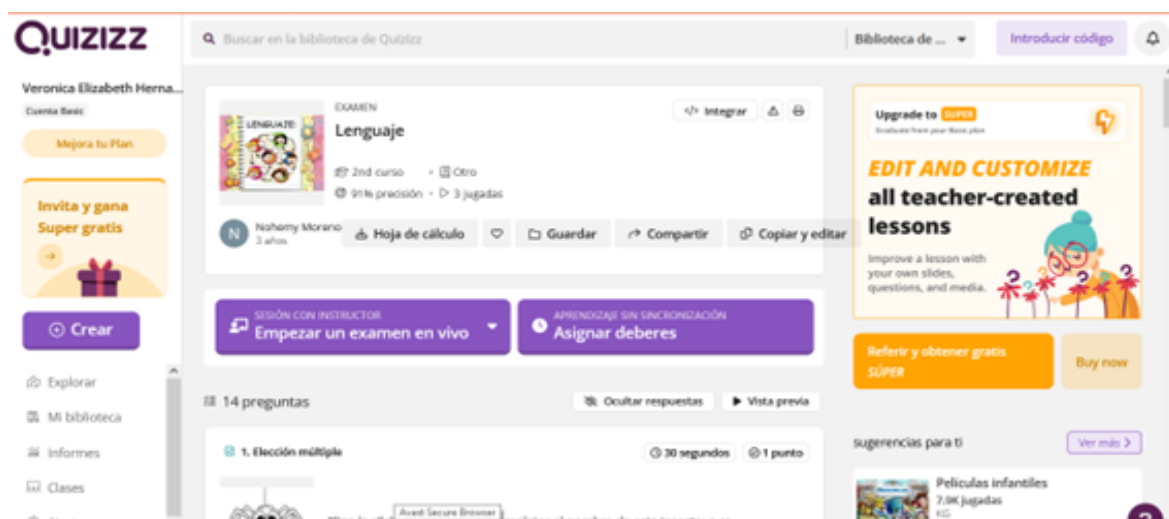 QUIZIZZ
Buscar en la biblioteca de Quizizz
Biblioteca de ...
Introducir código
Veronica Elizabeth Herna...
Cuenta Basic
Mejora tu Plan
Invita y gana
Super gratis
Crear
Explorar
Mi biblioteca
Informes
Clases
LENGUAJE
EXAMEN
Lenguaje
Integrar
2nd curso • Otro
91% precisión • 3 jugadas
N
Nohemy Moreno
3 años
Hoja de cálculo
Guardar
Compartir
Copiar y editar
SESIÓN CON INSTRUCTOR
Empezar un examen en vivo
APRENDIZAJE SIN SINCRONIZACIÓN
Asignar deberes
14 preguntas
Ocultar respuestas
Vista previa
1. Elección múltiple
30 segundos
1 punto
Avast Secure Browser
Upgrade to SUPER
Graduate from your Basic plan
EDIT AND CUSTOMIZE
all teacher-created
lessons
Improve a lesson with
your own slides,
questions, and media.
Referir y obtener gratis
SÚPER
Buy now
sugerencias para ti
Ver más >
Peliculas infantiles
7.9K jugadas
KG
?